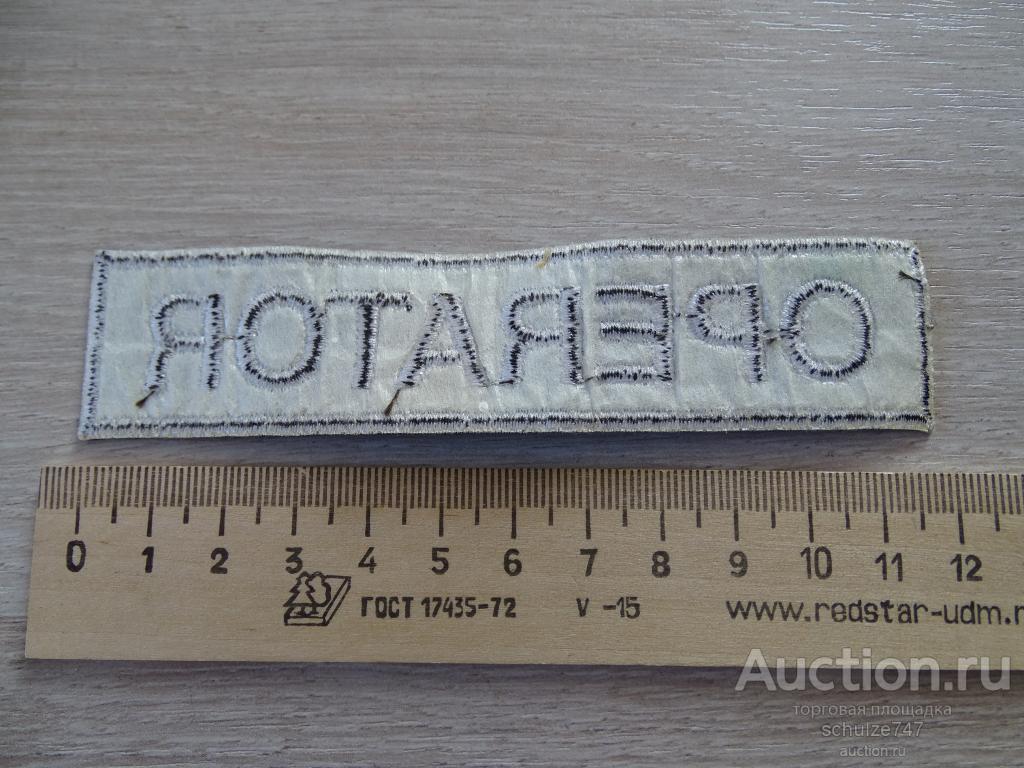 OPERATOR
0 1 2 3 4 5 6 7 8 9 10 11 12
ГОСТ 17435-72 V -15 www.redstar-udm.r
Auction.ru
торговая площадка
schulze747
auction.ru